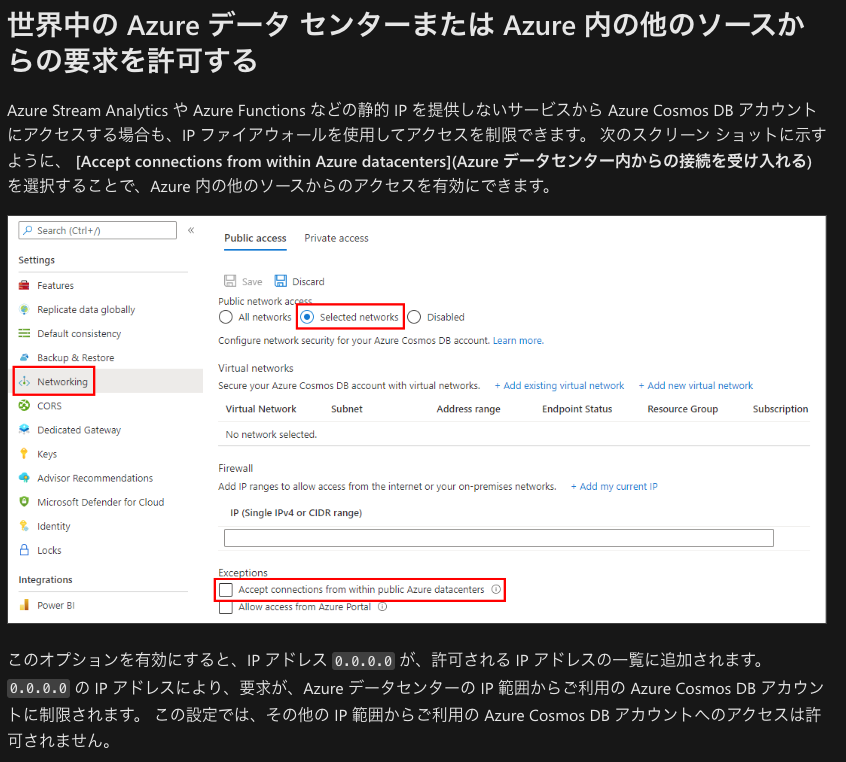 世界中の Azure データ センターまたは Azure 内の他のソースか
らの要求を許可する
Azure Stream Analytics や Azure Functions などの静的 IP を提供しないサービスから Azure Cosmos DB アカウント
にアクセスする場合も、IP ファイアウォールを使用してアクセスを制限できます。 次のスクリーン ショットに示す
ように、 [Accept connections from within Azure datacenters](Azure データセンター内からの接続を受け入れる)
を選択することで、Azure 内の他のソースからのアクセスを有効にできます。
Search (Ctrl+/) «
Settings
Features
Replicate data globally
Default consistency
Backup & Restore
Networking
CORS
Dedicated Gateway
Keys
Advisor Recommendations
Microsoft Defender for Cloud
Identity
Locks
Integrations
Power BI
Public access Private access
Save Discard
Public network access
All networks Selected networks Disabled
Configure network security for your Azure Cosmos DB account. Learn more.
Virtual networks
Secure your Azure Cosmos DB account with virtual networks. + Add existing virtual network + Add new virtual network
Virtual Network Subnet Address range Endpoint Status Resource Group Subscription
No network selected.
Firewall
Add IP ranges to allow access from the internet or your on-premises networks. + Add my current IP
IP (Single IPv4 or CIDR range)
Exceptions
Accept connections from within public Azure datacenters
Allow access from Azure Portal
このオプションを有効にすると、IP アドレス 0.0.0.0 が、許可される IP アドレスの一覧に追加されます。
0.0.0.0 の IP アドレスにより、要求が、Azure データセンターの IP 範囲からご利用の Azure Cosmos DB アカウン
トに制限されます。 この設定では、その他の IP 範囲からご利用の Azure Cosmos DB アカウントへのアクセスは許
可されません。